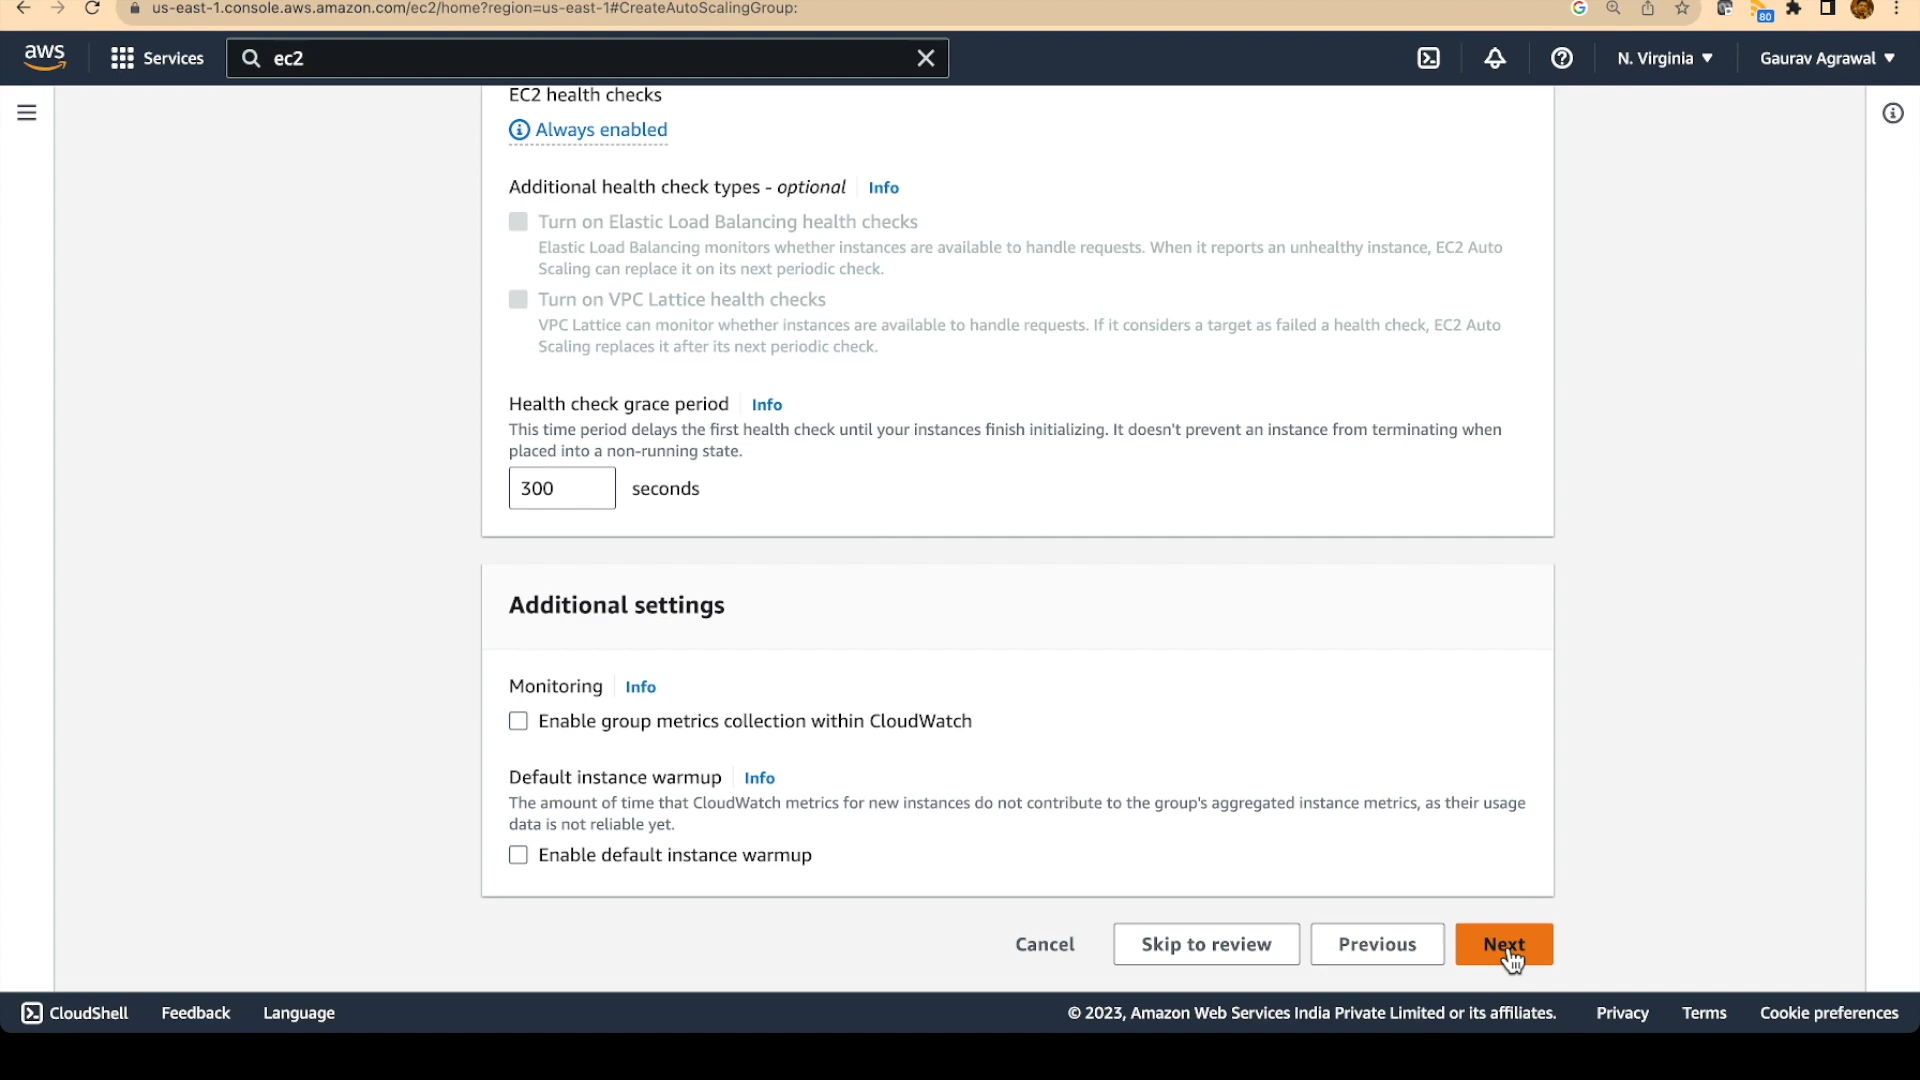 us-east-1.console.aws.amazon.com/ec2/home?region=us-east-1#CreateAutoScalingGroup:
80
aws
Services
ec2
N. Virginia
Gaurav Agrawal
EC2 health checks
Always enabled
Additional health check types - optional Info
Turn on Elastic Load Balancing health checks
Elastic Load Balancing monitors whether instances are available to handle requests. When it reports an unhealthy instance, EC2 Auto
Scaling can replace it on its next periodic check.
Turn on VPC Lattice health checks
VPC Lattice can monitor whether instances are available to handle requests. If it considers a target as failed a health check, EC2 Auto
Scaling replaces it after its next periodic check.
Health check grace period Info
This time period delays the first health check until your instances finish initializing. It doesn't prevent an instance from terminating when
placed into a non-running state.
300 seconds
Additional settings
Monitoring Info
Enable group metrics collection within CloudWatch
Default instance warmup Info
The amount of time that CloudWatch metrics for new instances do not contribute to the group's aggregated instance metrics, as their usage
data is not reliable yet.
Enable default instance warmup
Cancel Skip to review Previous Next
CloudShell Feedback Language © 2023, Amazon Web Services India Private Limited or its affiliates. Privacy Terms Cookie preferences